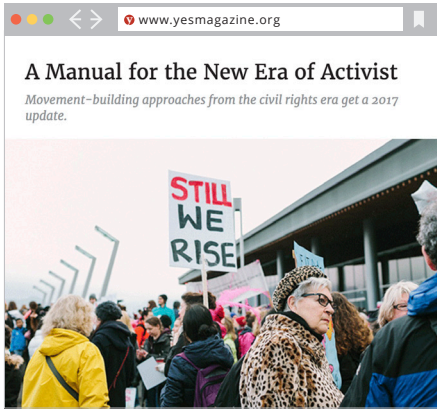 www.yesmagazine.org
A Manual for the New Era of Activist
Movement-building approaches from the civil rights era get a 2017
update.
STILL
WE
RISE